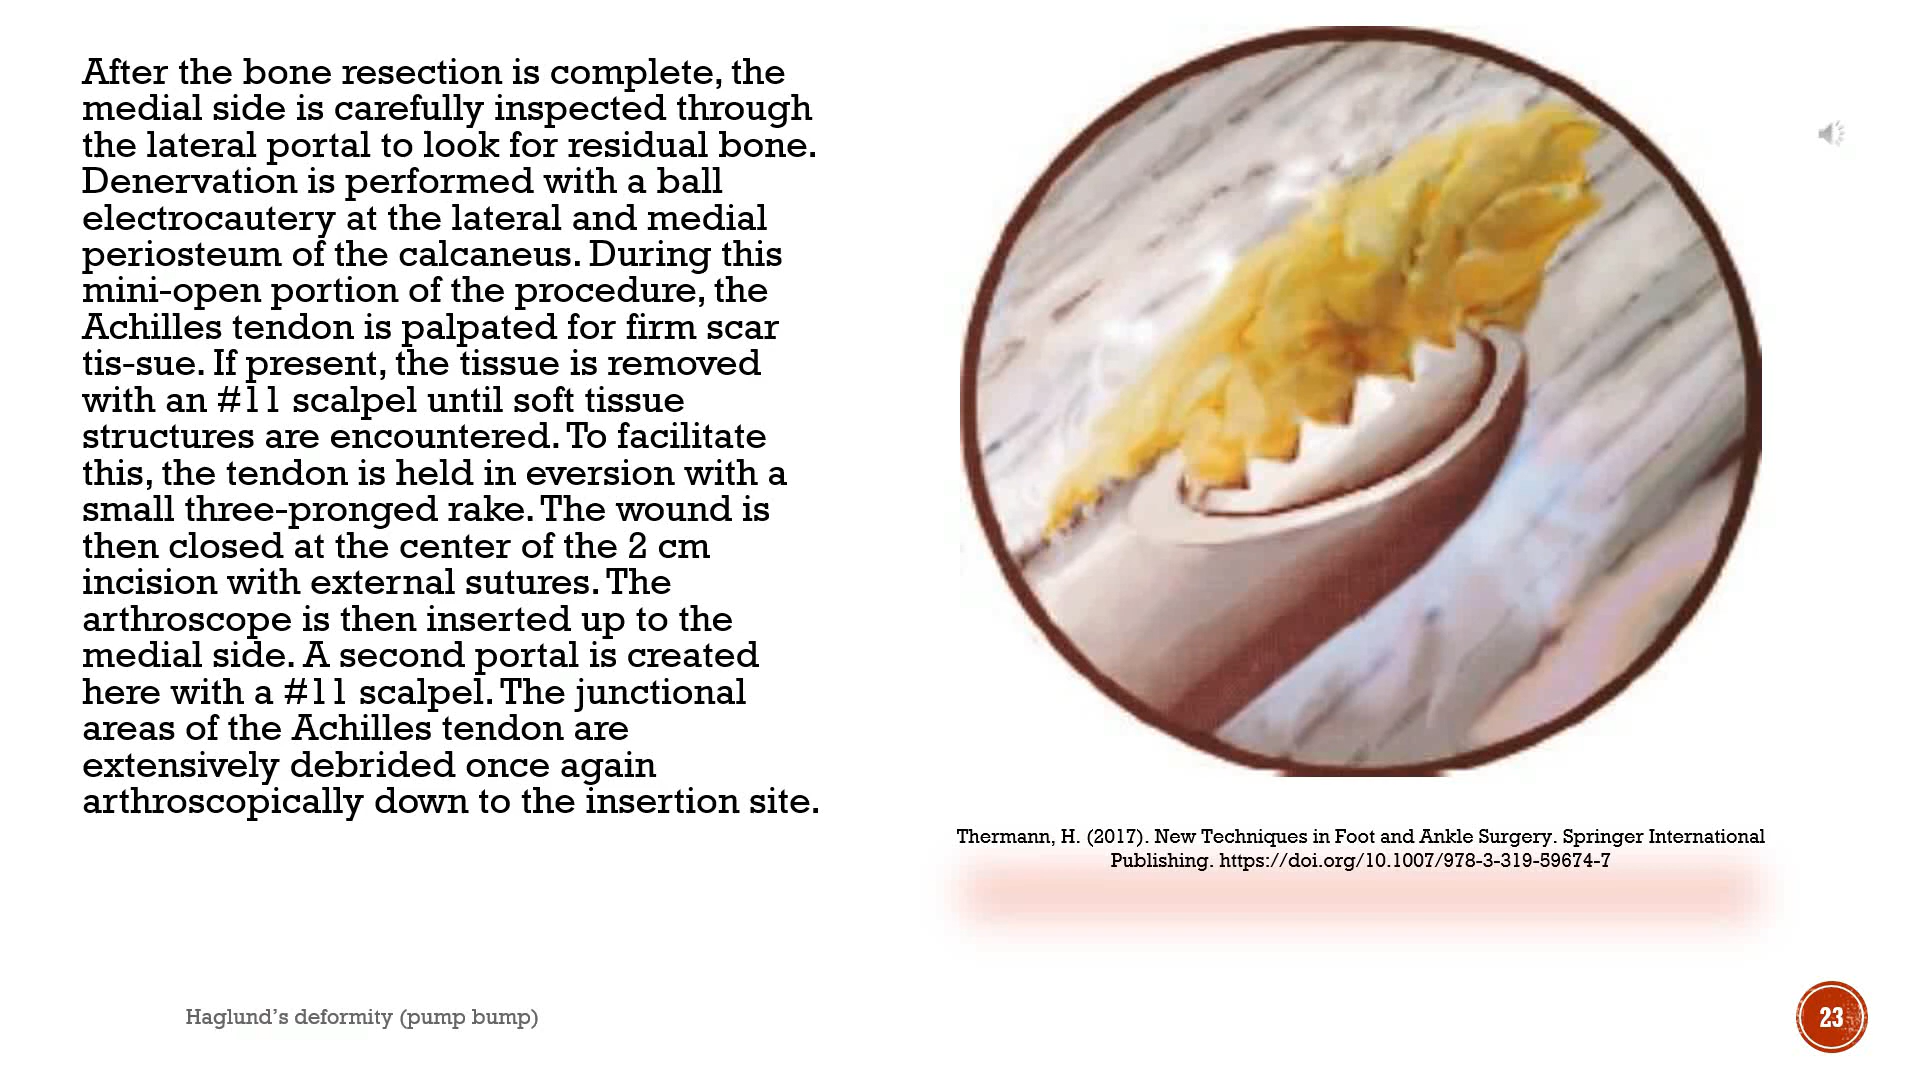 After the bone resection is complete, the
medial side is carefully inspected through
the lateral portal to look for residual bone.
Denervation is performed with a ball
electrocautery at the lateral and medial
periosteum of the calcaneus. During this
mini-open portion of the procedure, the
Achilles tendon is palpated for firm scar
tis-sue. If present, the tissue is removed
with an #11 scalpel until soft tissue
structures are encountered. To facilitate
this, the tendon is held in eversion with a
small three-pronged rake. The wound is
then closed at the center of the 2 cm
incision with external sutures. The
arthroscope is then inserted up to the
medial side. A second portal is created
here with a #11 scalpel. The junctional
areas of the Achilles tendon are
extensively debrided once again
arthroscopically down to the insertion site.
Thermann, H. (2017). New Techniques in Foot and Ankle Surgery. Springer International
Publishing. https://doi.org/10.1007/978-3-319-59674-7
Haglund’s deformity (pump bump)
23